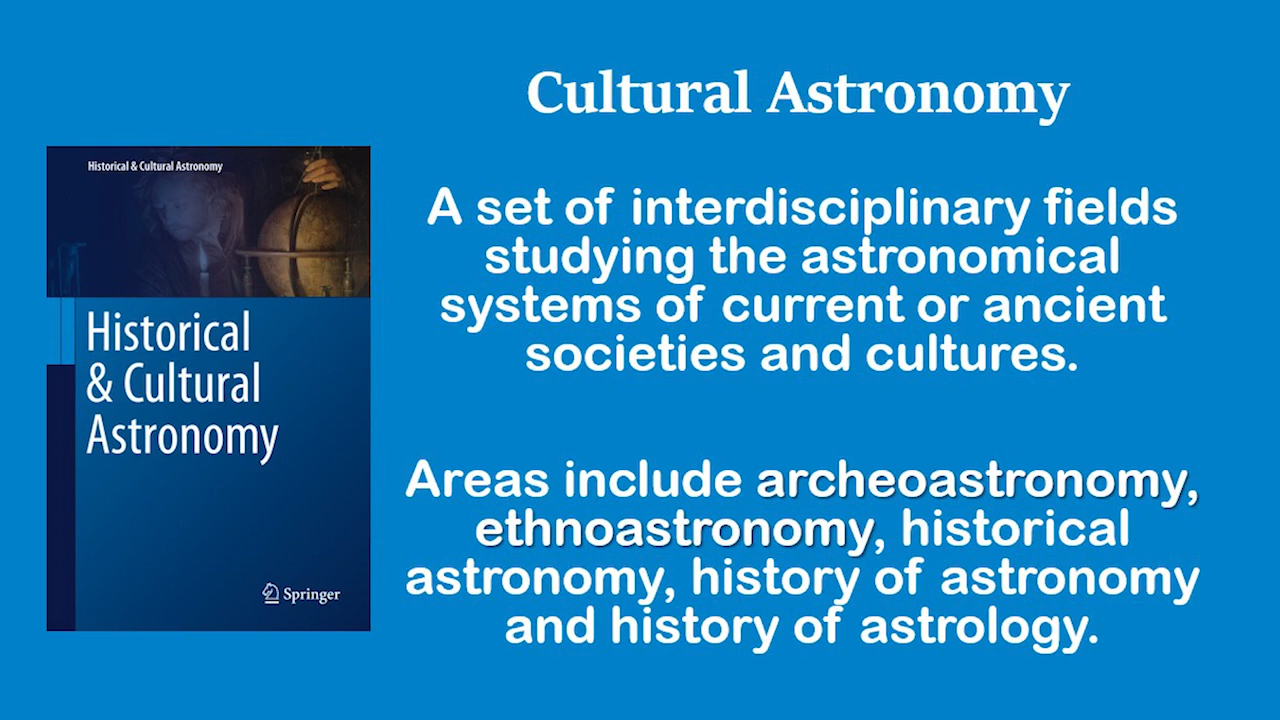 Cultural Astronomy
Historical & Cultural Astronomy
Historical
& Cultural
Astronomy
Springer
A set of interdisciplinary fields
studying the astronomical
systems of current or ancient
societies and cultures.
Areas include archeoastronomy,
ethnoastronomy, historical
astronomy, history of astronomy
and history of astrology.